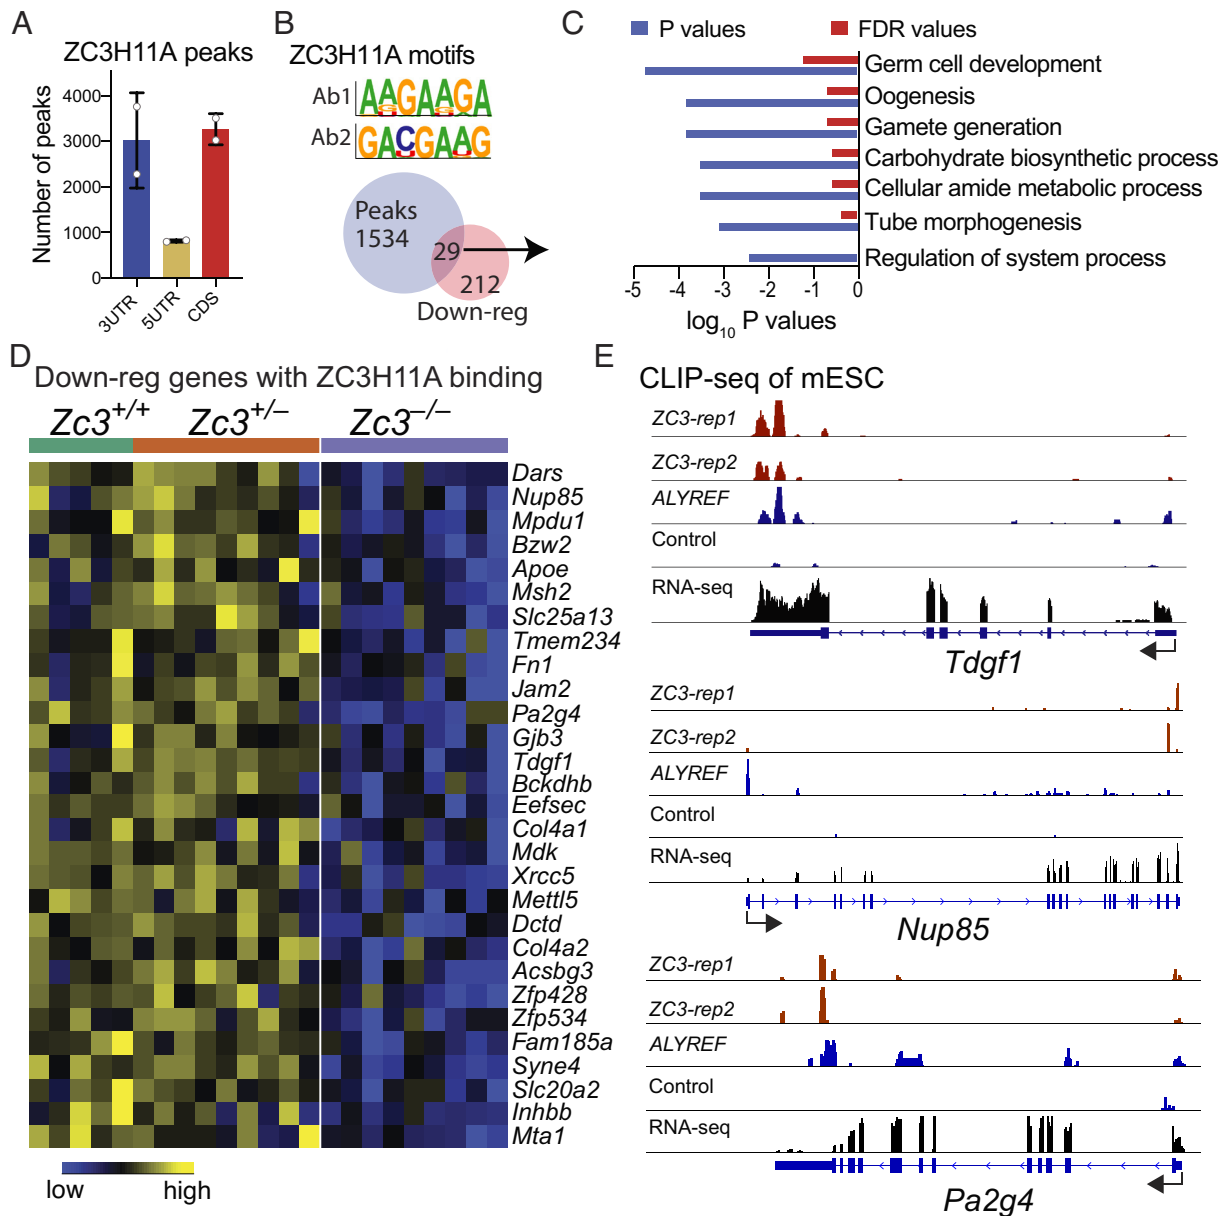 A
ZC3H11A peaks
Number of peaks
4000
3000
2000
1000
0
3UTR
5UTR
CDS
B
ZC3H11A motifs
Ab1
AAGAAGA
Ab2
GACGAAG
Peaks
1534
29
212
Down-reg
C
P values
FDR values
Germ cell development
Oogenesis
Gamete generation
Carbohydrate biosynthetic process
Cellular amide metabolic process
Tube morphogenesis
Regulation of system process
-5 -4 -3 -2 -1 0
log10 P values
D
Down-reg genes with ZC3H11A binding
Zc3+/+ Zc3+/– Zc3–/–
Dars
Nup85
Mpdu1
Bzw2
Apoe
Msh2
Slc25a13
Tmem234
Fn1
Jam2
Pa2g4
Gjb3
Tdgf1
Bckdhb
Eefsec
Col4a1
Mdk
Xrcc5
Mettl5
Dctd
Col4a2
Acsbg3
Zfp428
Zfp534
Fam185a
Syne4
Slc20a2
Inhbb
Mta1
low high
E
CLIP-seq of mESC
ZC3-rep1
ZC3-rep2
ALYREF
Control
RNA-seq
Tdgf1
ZC3-rep1
ZC3-rep2
ALYREF
Control
RNA-seq
Nup85
ZC3-rep1
ZC3-rep2
ALYREF
Control
RNA-seq
Pa2g4